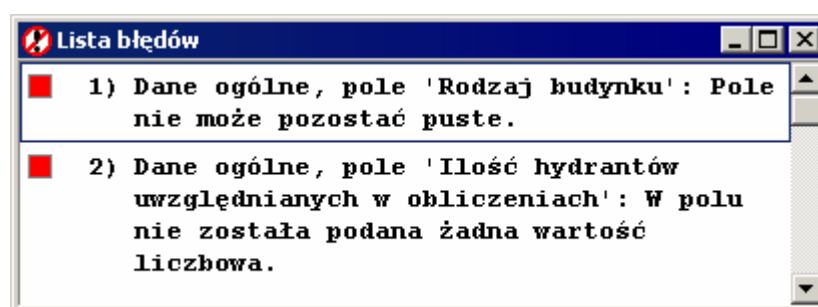 Lista błędów
1) Dane ogólne, pole 'Rodzaj budynku': Pole
nie może pozostać puste.
2) Dane ogólne, pole 'Ilość hydrantów
uwzględnianych w obliczeniach': W polu
nie została podana żadna wartość
liczbowa.